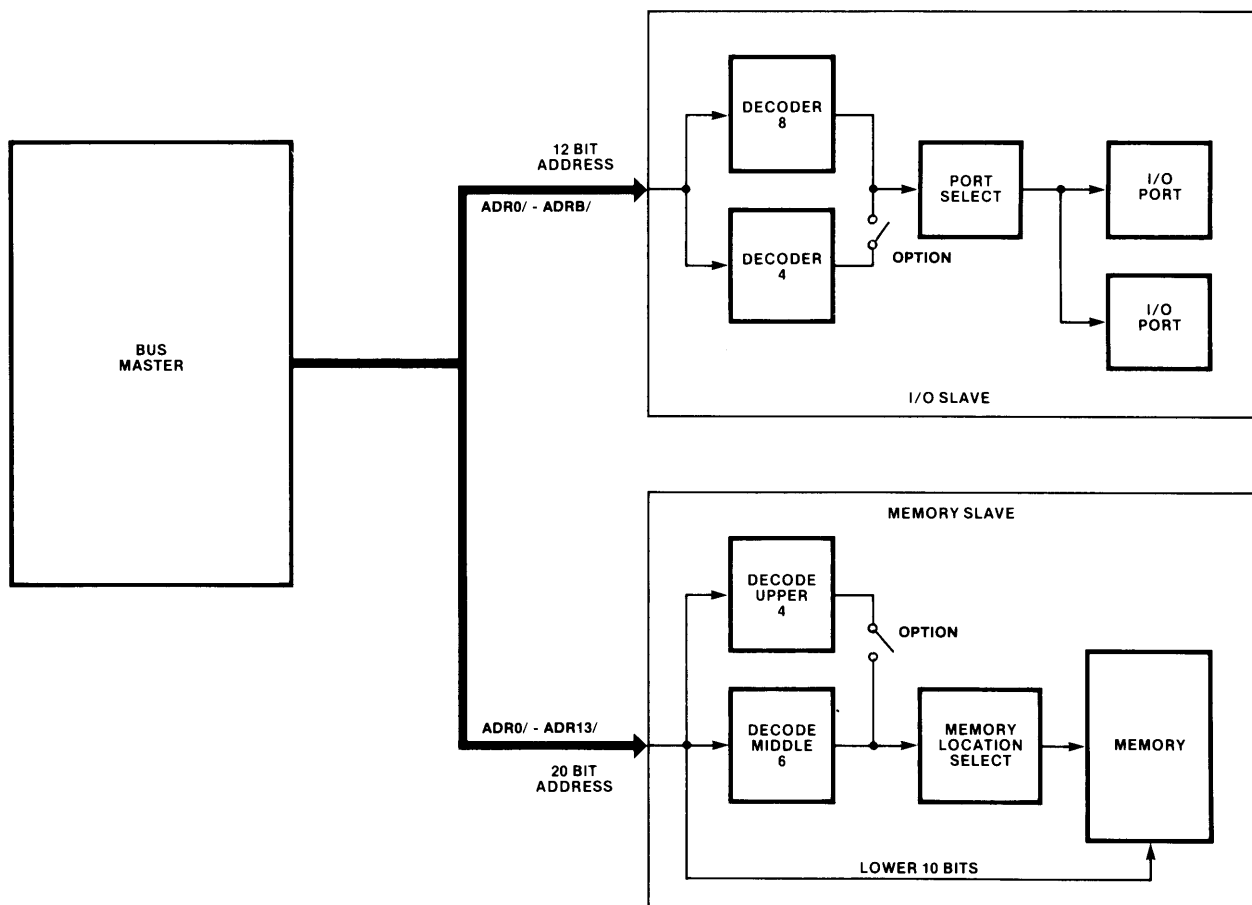 BUS
MASTER
12 BIT
ADDRESS
ADR0/ - ADRB/
DECODER
8
DECODER
4
OPTION
PORT
SELECT
I/O
PORT
I/O
PORT
I/O SLAVE
MEMORY SLAVE
DECODE
UPPER
4
OPTION
ADR0/ - ADR13/
20 BIT
ADDRESS
DECODE
MIDDLE
6
MEMORY
LOCATION
SELECT
MEMORY
LOWER 10 BITS